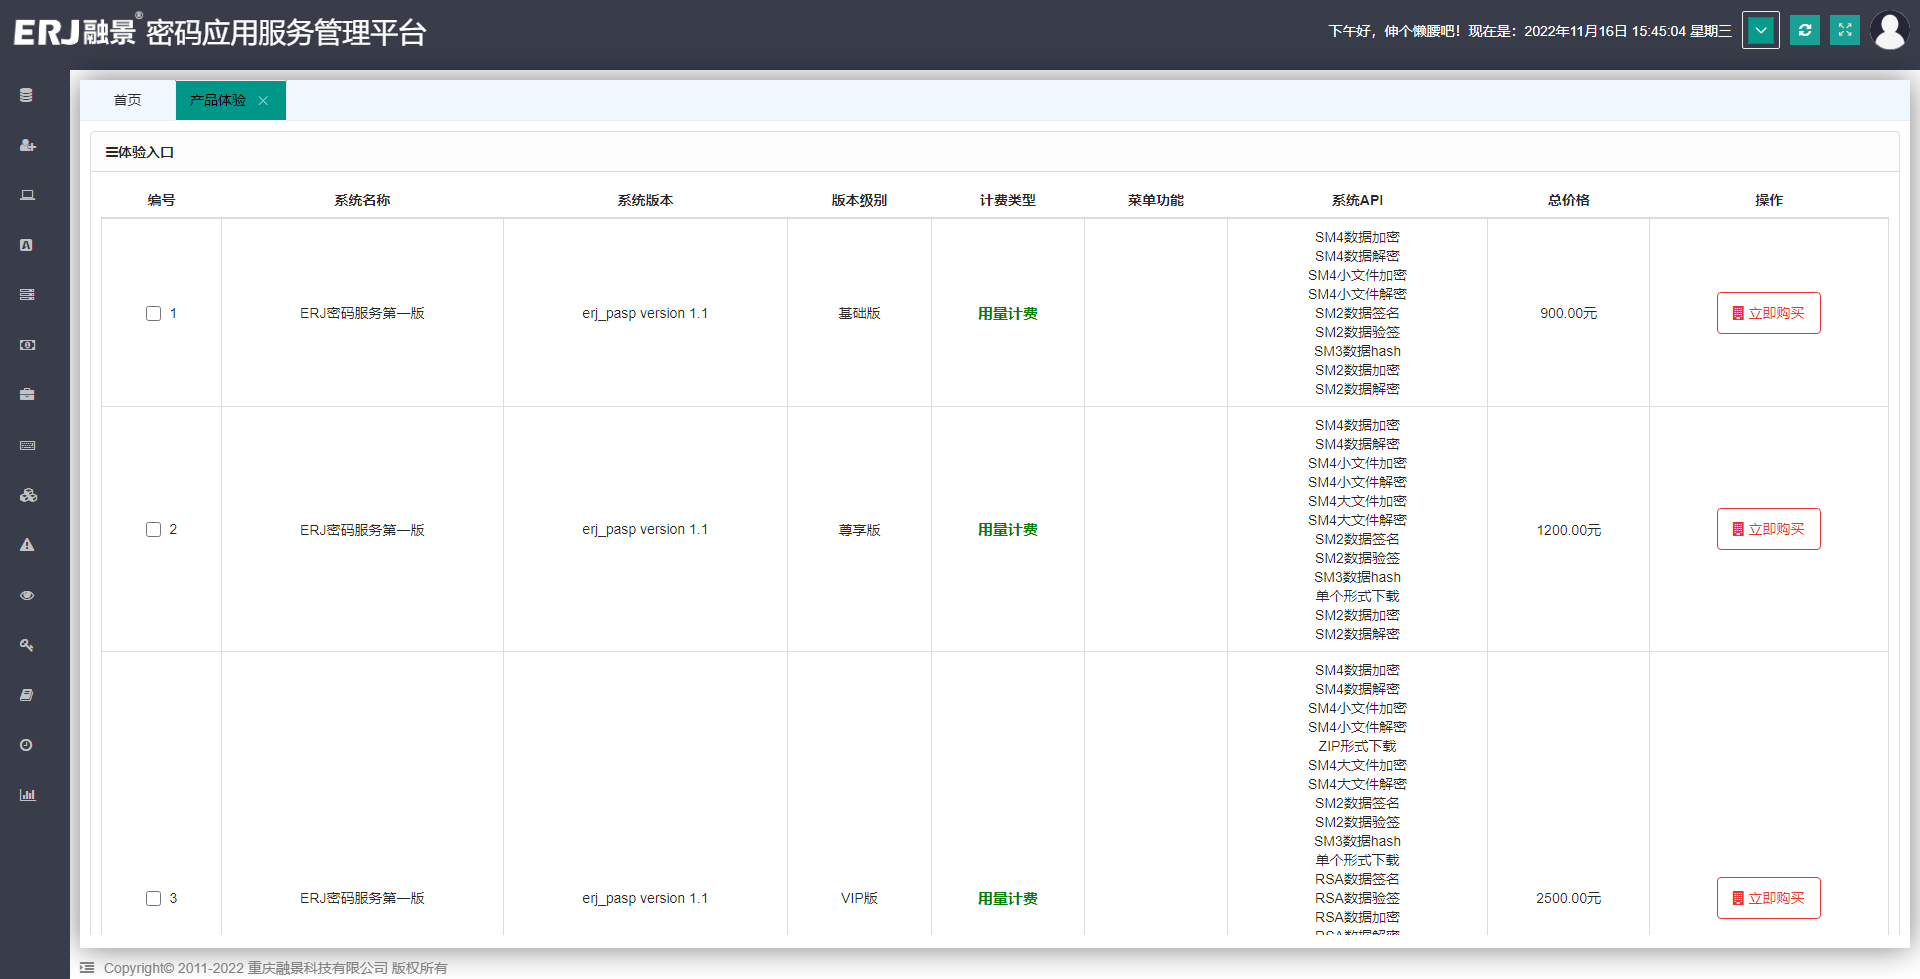 ERJ融景® 密码应用服务管理平台
下午好，伸个懒腰吧！现在是：2022年11月16日 15:45:04 星期三
首页 产品体验
体验入口
编号 系统名称 系统版本 版本级别 计费类型 菜单功能 系统API 总价格 操作
SM4数据加密
SM4数据解密
SM4小文件加密
SM4小文件解密
1 ERJ密码服务第一版 erj_pasp version 1.1 基础版 用量计费 SM2数据签名 900.00元 立即购买
SM2数据验签
SM3数据hash
SM2数据加密
SM2数据解密
SM4数据加密
SM4数据解密
SM4小文件加密
SM4小文件解密
SM4大文件加密
SM4大文件解密
2 ERJ密码服务第一版 erj_pasp version 1.1 尊享版 用量计费 1200.00元 立即购买
SM2数据签名
SM2数据验签
SM3数据hash
单个形式下载
SM2数据加密
SM2数据解密
SM4数据加密
SM4数据解密
SM4小文件加密
SM4小文件解密
ZIP形式下载
SM4大文件加密
SM4大文件解密
SM2数据签名
SM2数据验签
SM3数据hash
单个形式下载
RSA数据签名
3 ERJ密码服务第一版 erj_pasp version 1.1 VIP版 用量计费 RSA数据验签 2500.00元 立即购买
RSA数据加密
RSA数据解密
Copyright© 2011-2022 重庆融景科技有限公司 版权所有